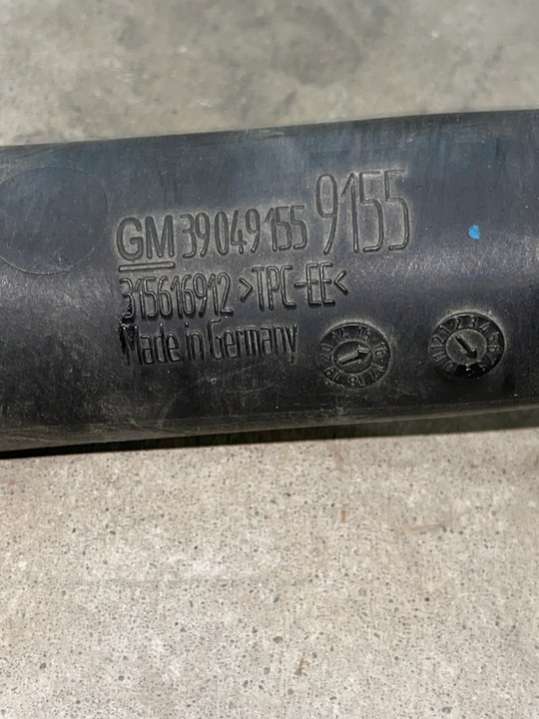 GM 39049155 9155
315616912 >TPC-EE<
Made in Germany